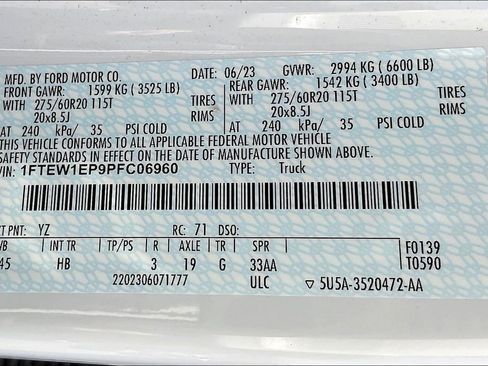 MFD. BY FORD MOTOR CO. DATE: 06/23 GVWR: 2994 KG ( 6600 LB)
FRONT GAWR: 1599 KG ( 3525 LB) REAR GAWR: 1542 KG ( 3400 LB)
WITH 275/60R20 115T TIRES WITH 275/60R20 115T TIRES
20x8.5J RIMS 20x8.5J RIMS
AT 240 kPa/ 35 PSI COLD AT 240 kPa/ 35 PSI COLD
THIS VEHICLE CONFORMS TO ALL APPLICABLE FEDERAL MOTOR VEHICLE
SAFETY STANDARDS IN EFFECT ON THE DATE OF MANUFACTURE SHOWN ABOVE.
VIN: 1FTEW1EP9PFC06960 TYPE: Truck
T PNT: YZ RC: 71 DSO:
WB INT TR TP/PS R AXLE TR SPR F0139
45 HB 3 19 G 33AA T0590
2202306071777 ULC 5U5A-3520472-AA